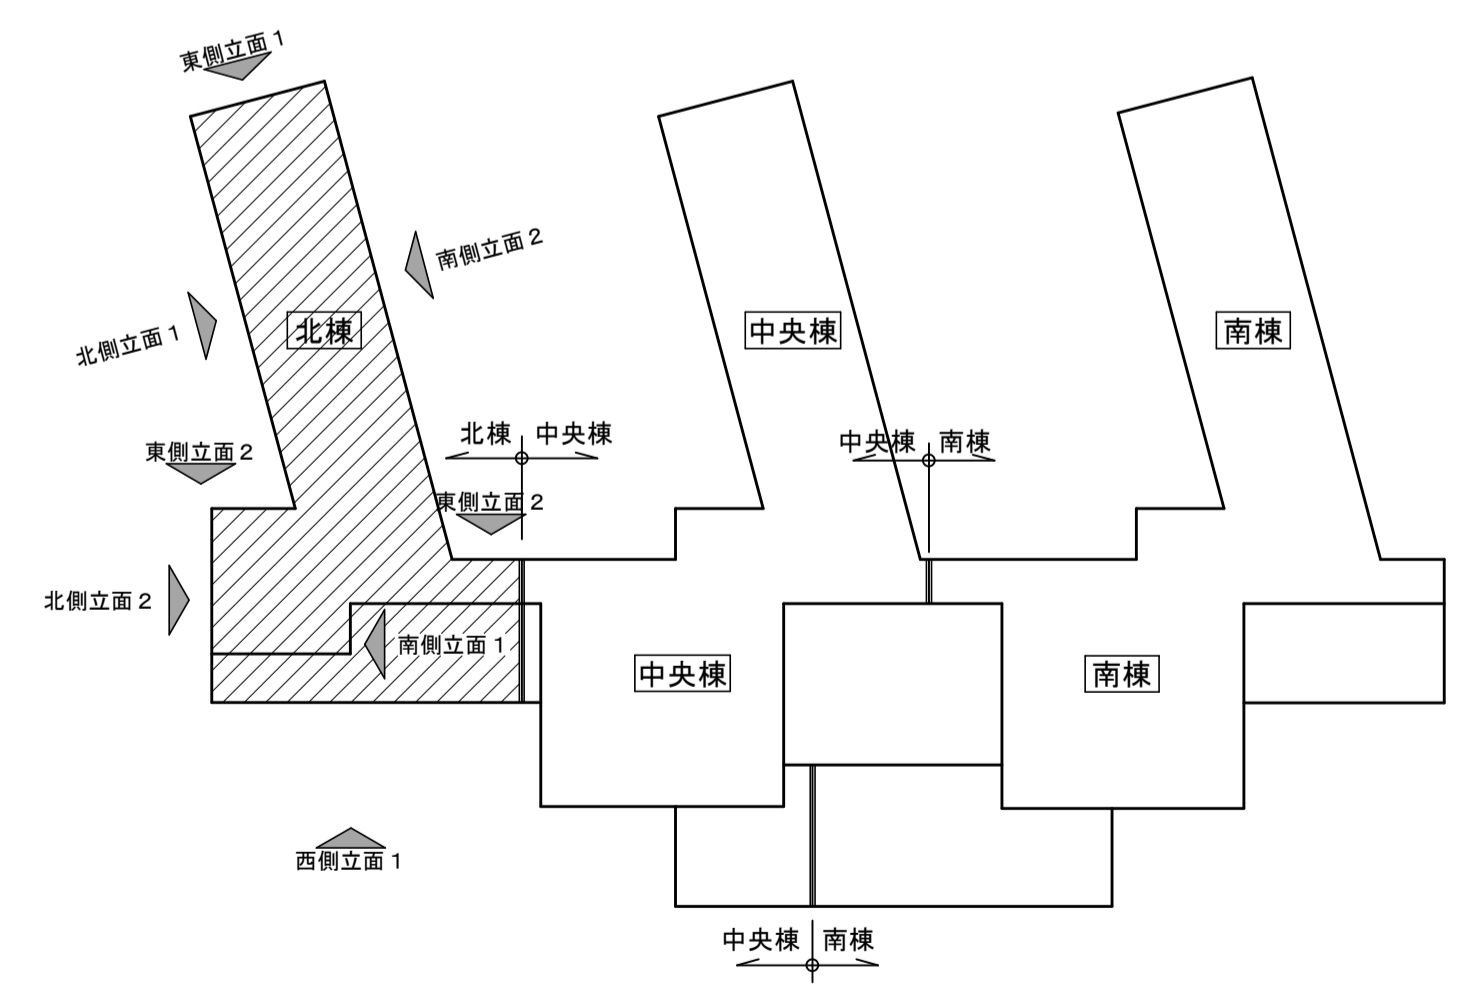 東側立面1
南側立面2
北側立面1
北棟
中央棟
南棟
東側立面2
北棟 中央棟
中央棟 南棟
東側立面2
北側立面2
南側立面1
中央棟
南棟
西側立面1
中央棟 南棟